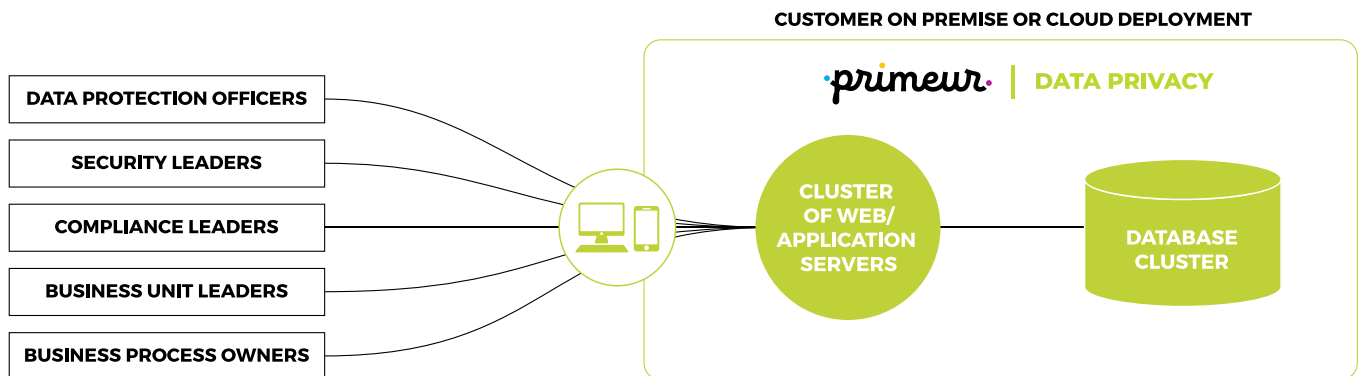 CUSTOMER ON PREMISE OR CLOUD DEPLOYMENT
primeur
DATA PRIVACY
DATA PROTECTION OFFICERS
SECURITY LEADERS
COMPLIANCE LEADERS
BUSINESS UNIT LEADERS
BUSINESS PROCESS OWNERS
CLUSTER
OF WEB/
APPLICATION
SERVERS
DATABASE
CLUSTER